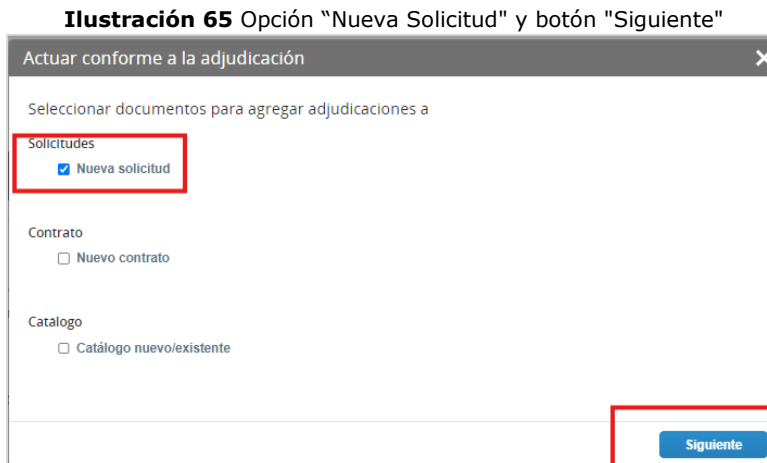 Ilustración 65 Opción “Nueva Solicitud" y botón "Siguiente"
Actuar conforme a la adjudicación
Seleccionar documentos para agregar adjudicaciones a
Solicitudes
Nueva solicitud
Contrato
Nuevo contrato
Catálogo
Catálogo nuevo/existente
Siguiente